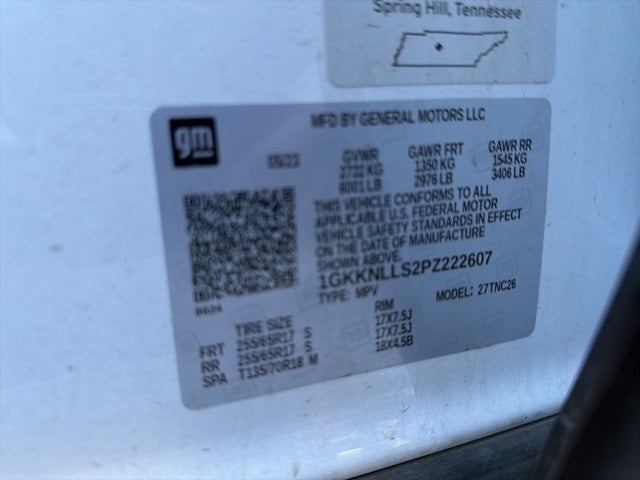 Spring Hill, Tennessee
gm
MFD BY GENERAL MOTORS LLC
09/23
GVWR GAWR FRT GAWR RR
2722 KG 1350 KG 1545 KG
6001 LB 2976 LB 3406 LB
THIS VEHICLE CONFORMS TO ALL
APPLICABLE U.S. FEDERAL MOTOR
VEHICLE SAFETY STANDARDS IN EFFECT
ON THE DATE OF MANUFACTURE
SHOWN ABOVE.
1GKKNLLS2PZ222607
TYPE: MPV MODEL: 27TNC26
TIRE SIZE RIM
FRT 255/65R17 S 17X7.5J
RR 255/65R17 S 17X7.5J
SPA T135/70R18 M 18X4.5B